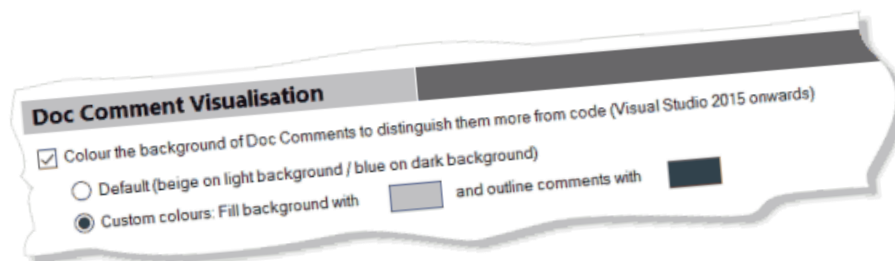 Doc Comment Visualisation
Colour the background of Doc Comments to distinguish them more from code (Visual Studio 2015 onwards)
Default (beige on light background / blue on dark background)
Custom colours: Fill background with and outline comments with